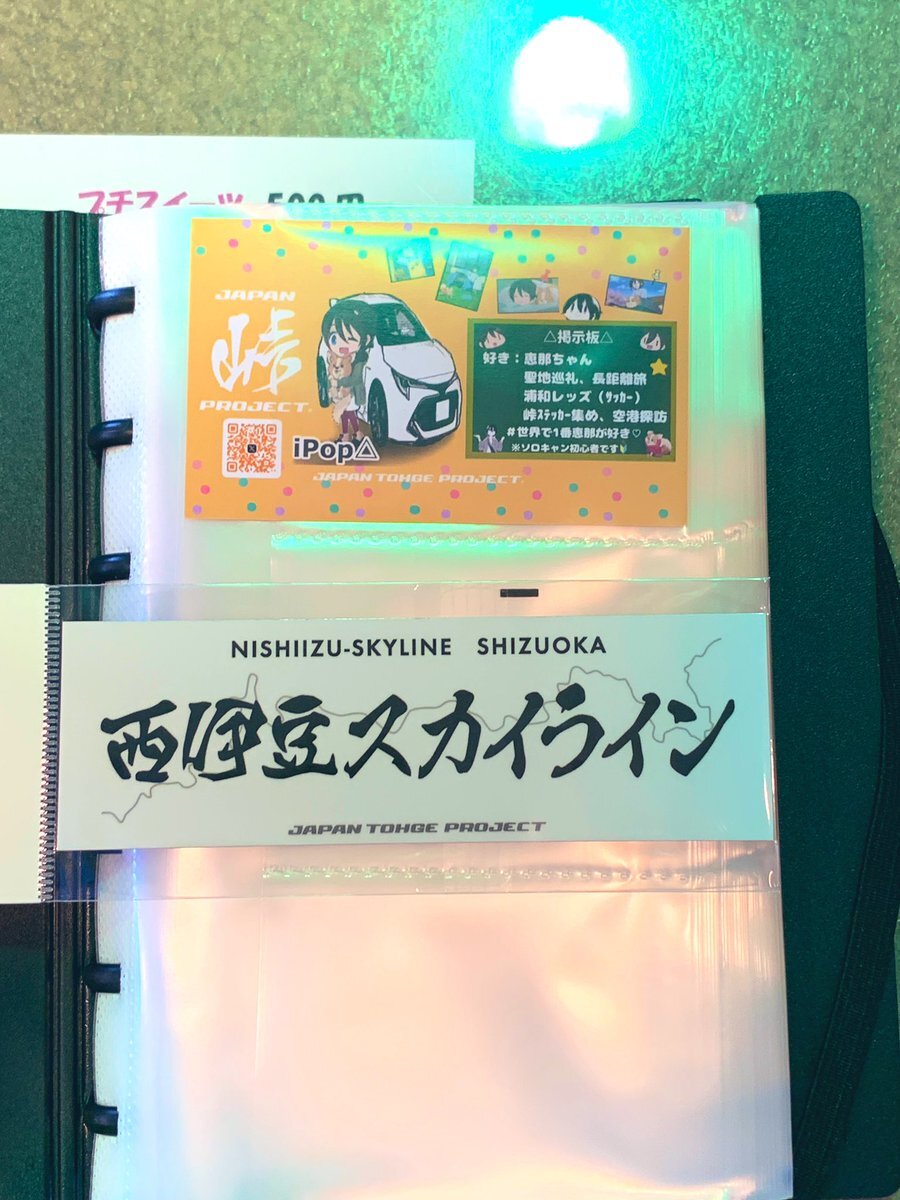 プチスイーツ 500円
JAPAN
峠
PROJECT.
iPop△
△掲示板△
好き：恵那ちゃん
聖地巡礼、長距離旅
浦和レッズ（ｻｯｶｰ）
峠ｽﾃｯｶｰ集め、空港探訪
#世界で1番恵那が好き♡
※ソロキャン初心者です
JAPAN TOHGE PROJECT.
NISHIIZU-SKYLINE SHIZUOKA
西伊豆スカイライン
JAPAN TOHGE PROJECT